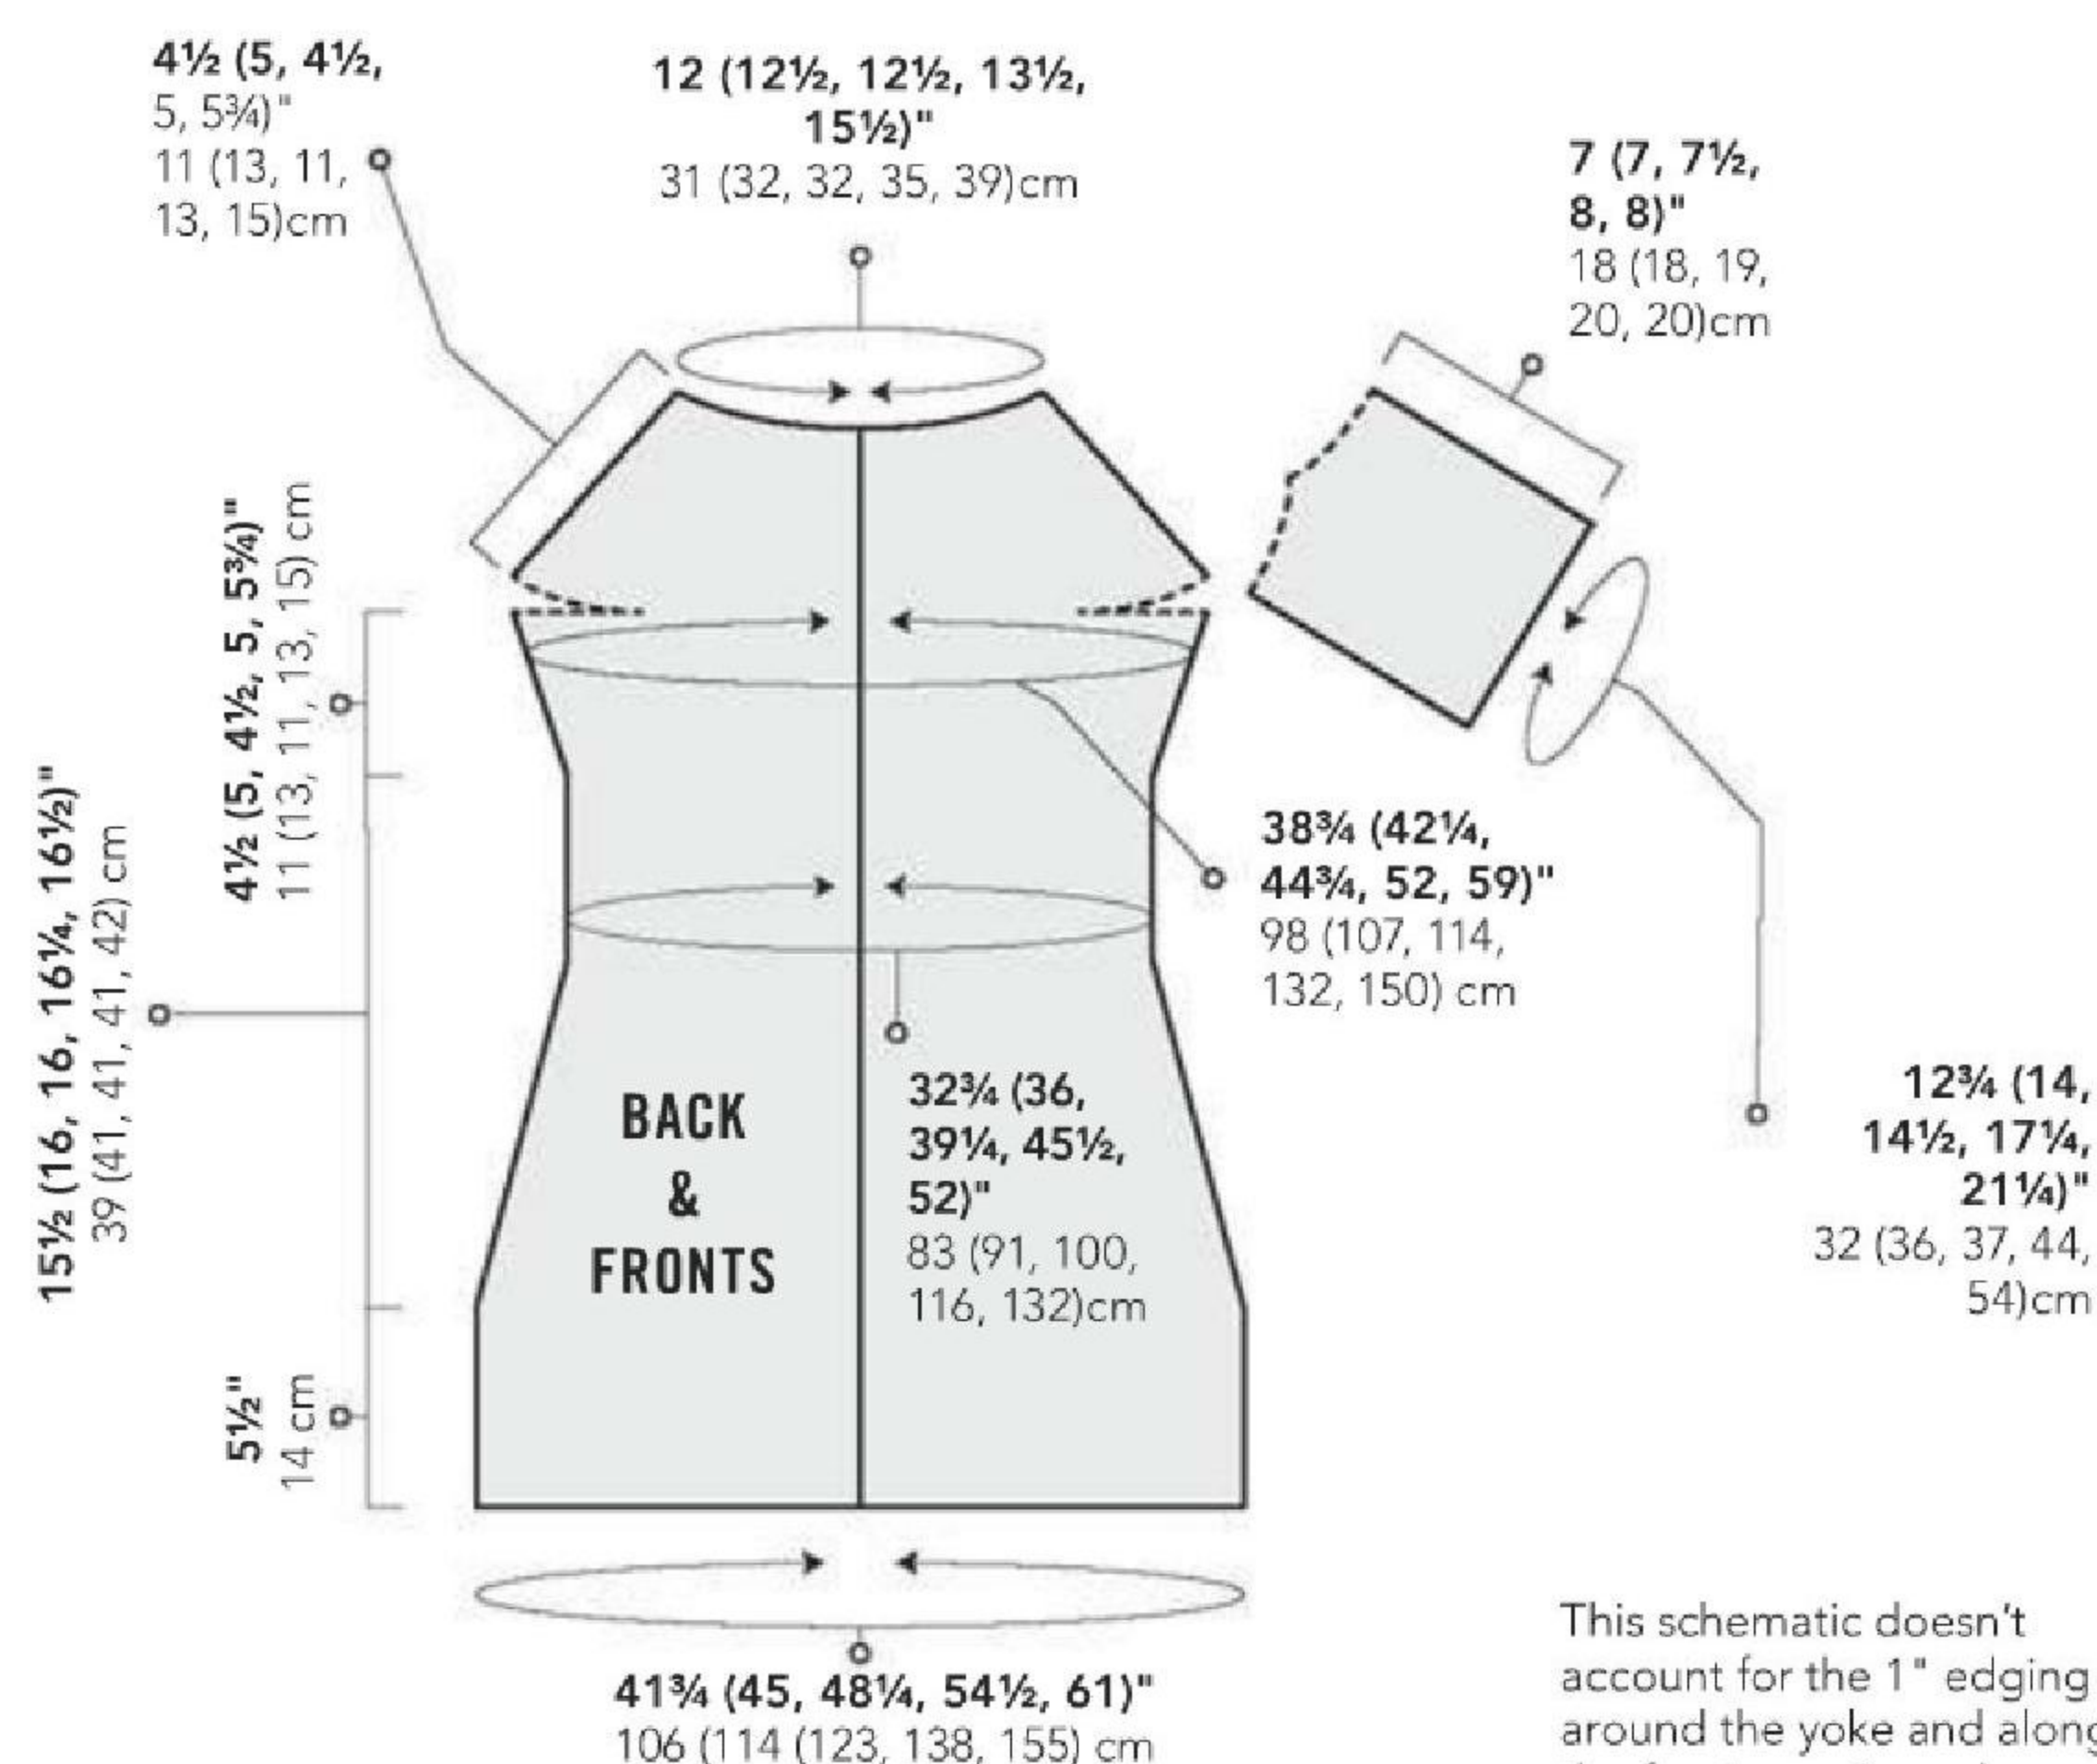 4½ (5, 4½,
5, 5¾)"
11 (13, 11,
13, 15)cm
12 (12½, 12½, 13½,
15½)"
31 (32, 32, 35, 39)cm
7 (7, 7½,
8, 8)"
18 (18, 19,
20, 20)cm
4½ (5, 4½, 5, 5¾)"
11 (13, 11, 13, 15) cm
15½ (16, 16, 16¼, 16½)"
39 (41, 41, 41, 42) cm
5½"
14 cm
38¾ (42¼,
44¾, 52, 59)"
98 (107, 114,
132, 150) cm
32¾ (36,
39¼, 45½,
52)"
83 (91, 100,
116, 132)cm
BACK
&
FRONTS
12¾ (14,
14½, 17¼,
21¼)"
32 (36, 37, 44,
54)cm
41¾ (45, 48¼, 54½, 61)"
106 (114 (123, 138, 155) cm
This schematic doesn't
account for the 1" edging
around the yoke and along